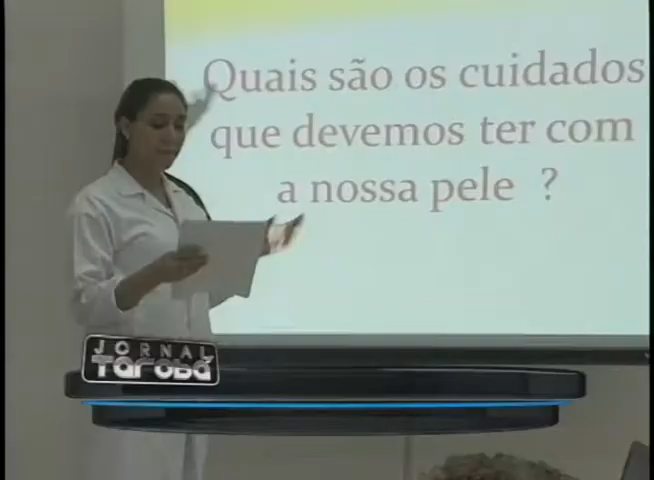 Quais são os cuidados
que devemos ter com
a nossa pele ?
JORNAL
TAROBÁ